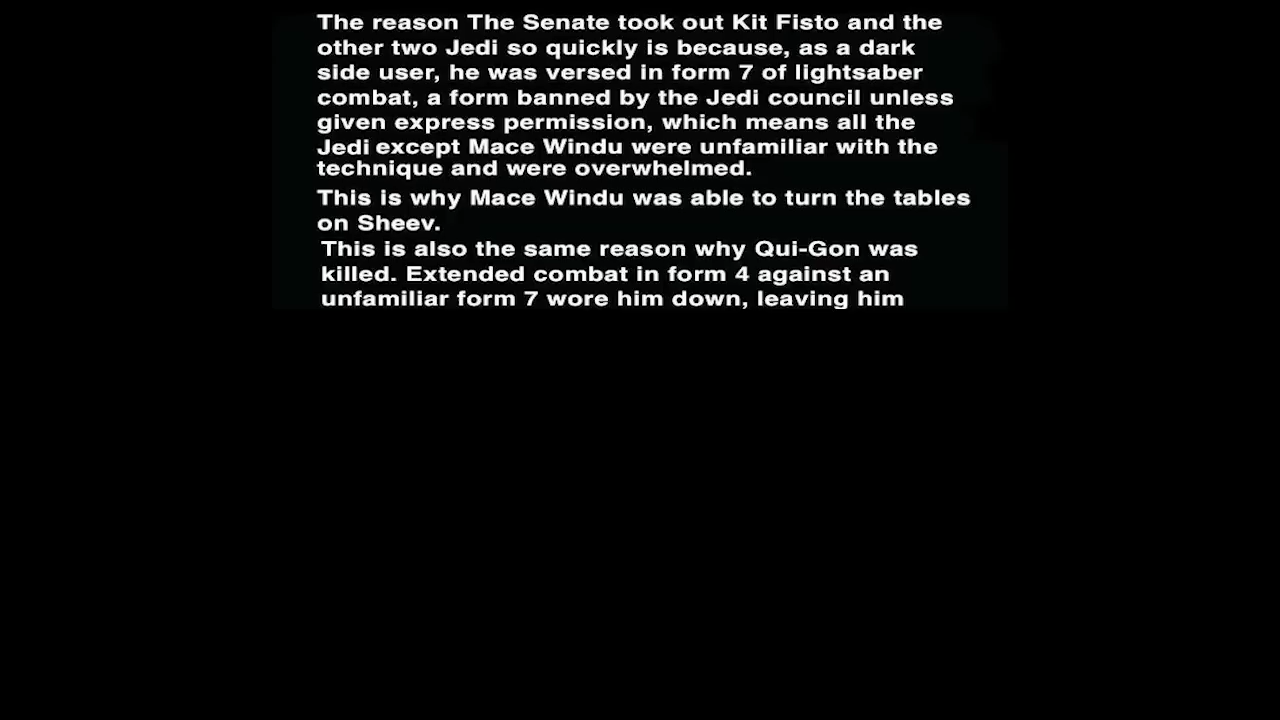 The reason The Senate took out Kit Fisto and the
other two Jedi so quickly is because, as a dark
side user, he was versed in form 7 of lightsaber
combat, a form banned by the Jedi council unless
given express permission, which means all the
Jedi except Mace Windu were unfamiliar with the
technique and were overwhelmed.
This is why Mace Windu was able to turn the tables
on Sheev.
This is also the same reason why Qui-Gon was
killed. Extended combat in form 4 against an
unfamiliar form 7 wore him down, leaving him